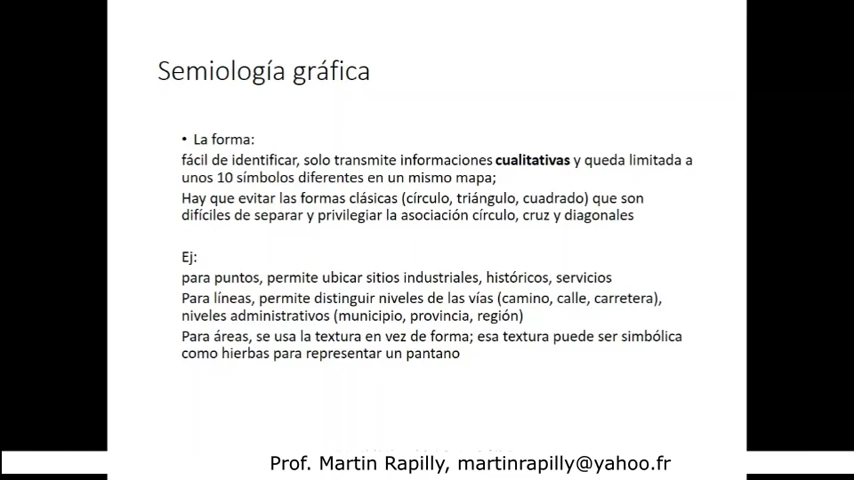 Semiología gráfica
• La forma:
fácil de identificar, solo transmite informaciones cualitativas y queda limitada a
unos 10 símbolos diferentes en un mismo mapa;
Hay que evitar las formas clásicas (círculo, triángulo, cuadrado) que son
difíciles de separar y privilegiar la asociación círculo, cruz y diagonales
Ej:
para puntos, permite ubicar sitios industriales, históricos, servicios
Para líneas, permite distinguir niveles de las vías (camino, calle, carretera),
niveles administrativos (municipio, provincia, región)
Para áreas, se usa la textura en vez de forma; esa textura puede ser simbólica
como hierbas para representar un pantano
Prof. Martin Rapilly, martinrapilly@yahoo.fr